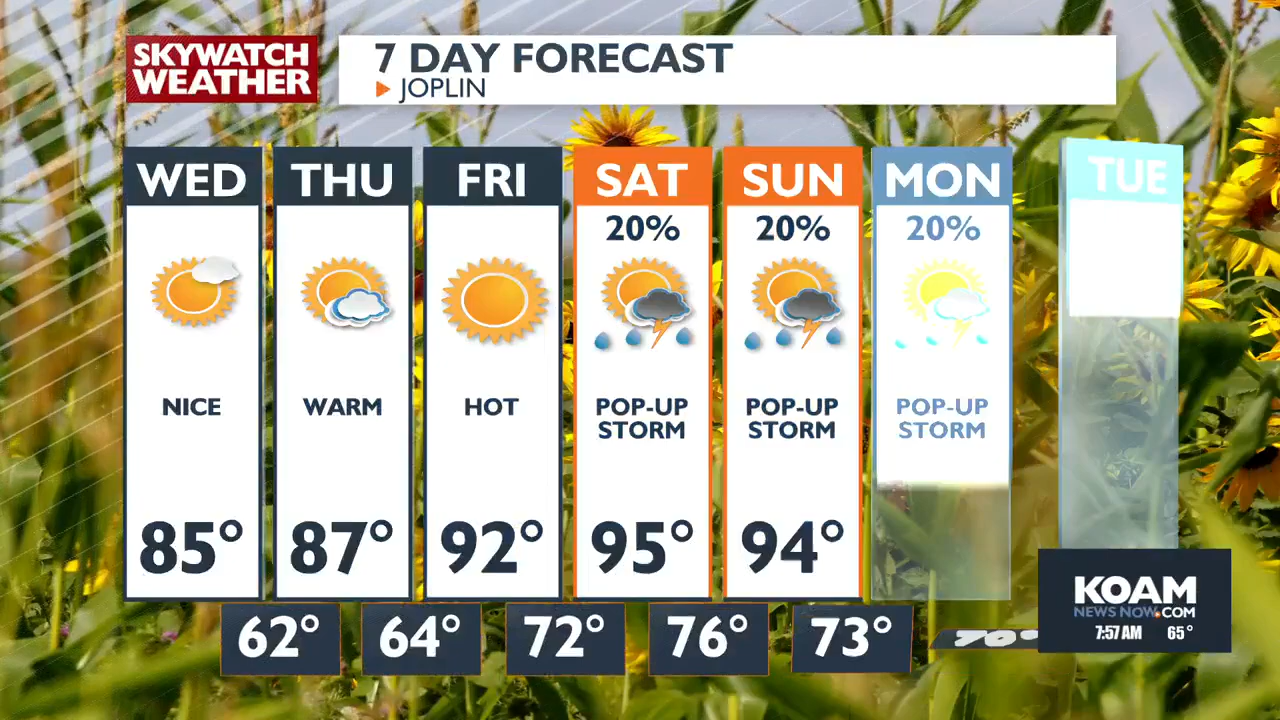 SKYWATCH
WEATHER
7 DAY FORECAST
JOPLIN
WED THU FRI SAT SUN MON TUE
20% 20% 20%
NICE WARM HOT POP-UP STORM POP-UP STORM POP-UP STORM
85° 87° 92° 95° 94°
62° 64° 72° 76° 73° 70°
KOAM
NEWS NOW.COM
7:57 AM 65°